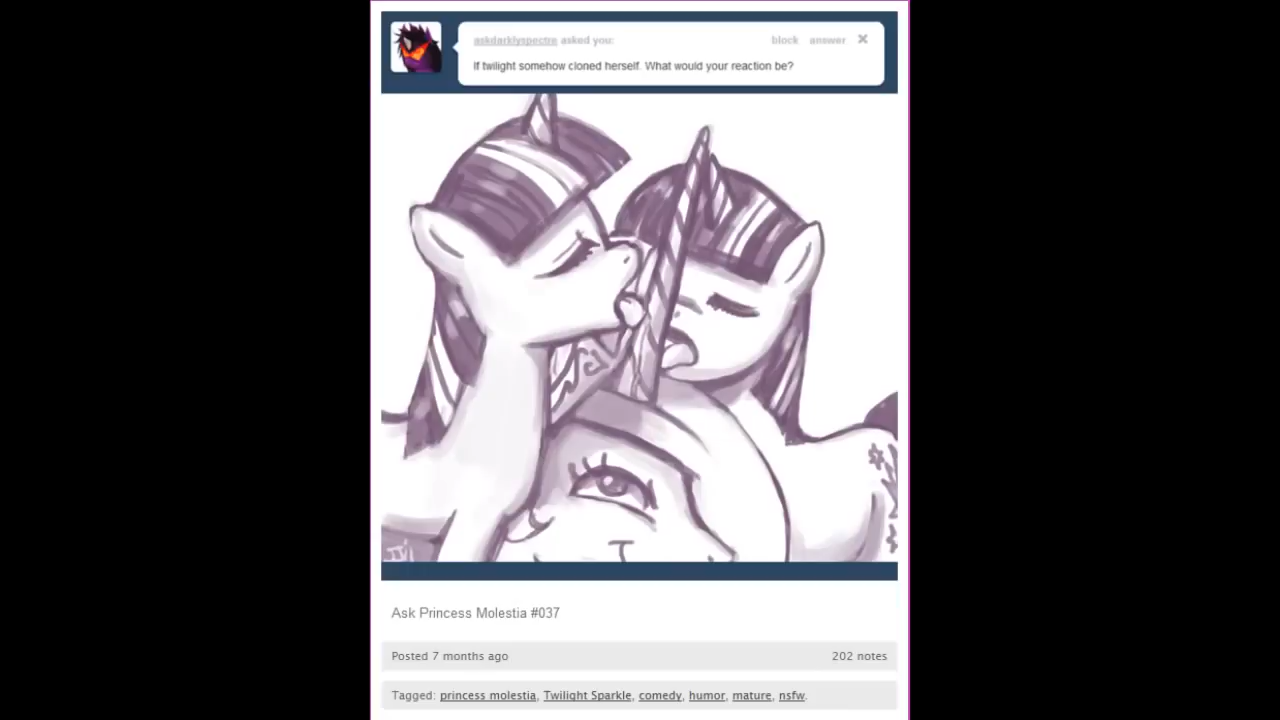 askdarklyspectre asked you: block answer ×
If twilight somehow cloned herself. What would your reaction be?
Ask Princess Molestia #037
Posted 7 months ago 202 notes
Tagged: princess molestia, Twilight Sparkle, comedy, humor, mature, nsfw.